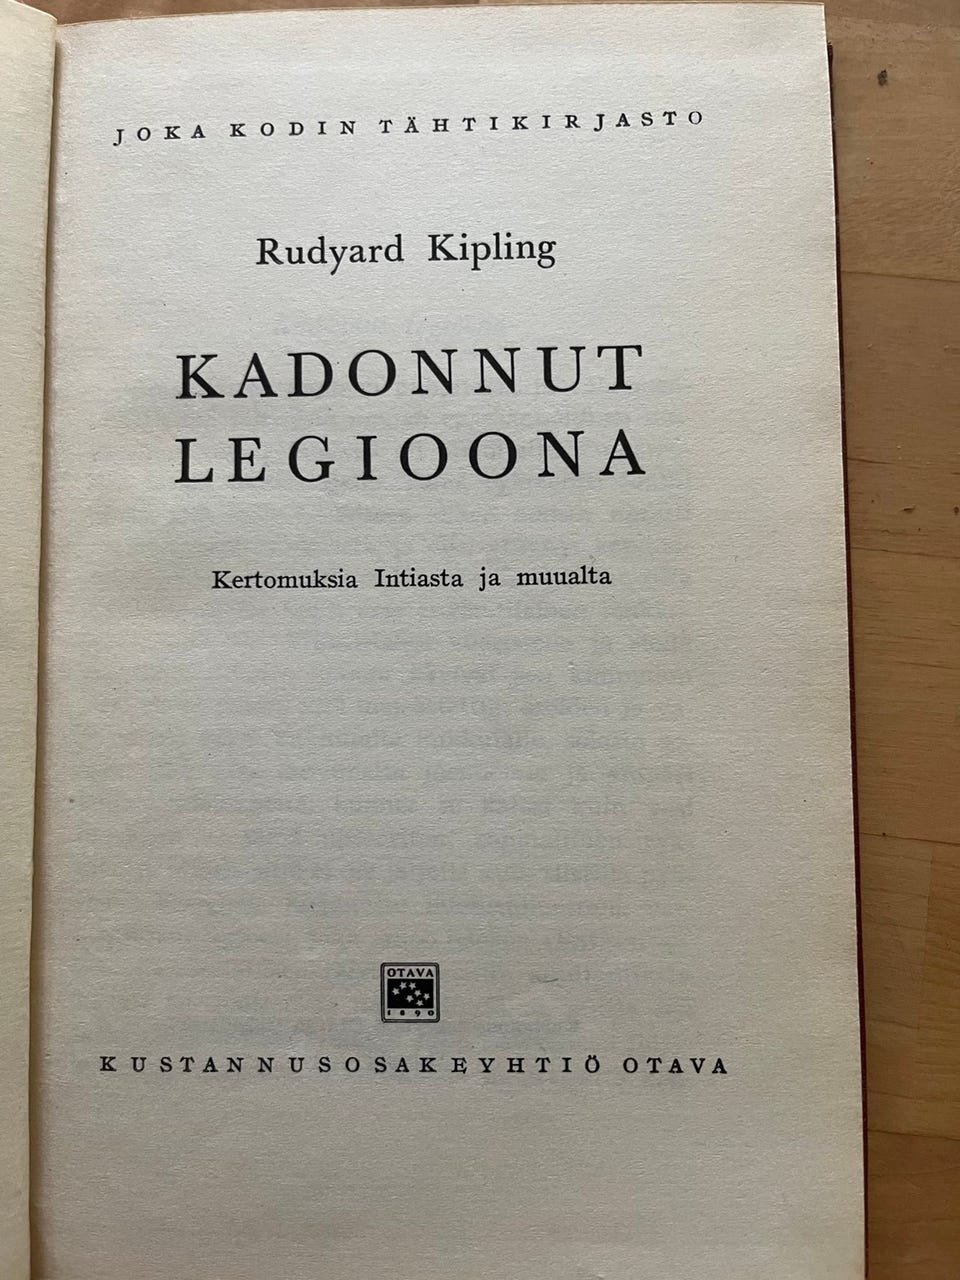 JOKA KODIN TÄHTIKIRJASTO
Rudyard Kipling
KADONNUT
LEGIOONA
Kertomuksia Intiasta ja muualta
OTAVA
1890
KUSTANNUSOSAKEYHTIÖ OTAVA